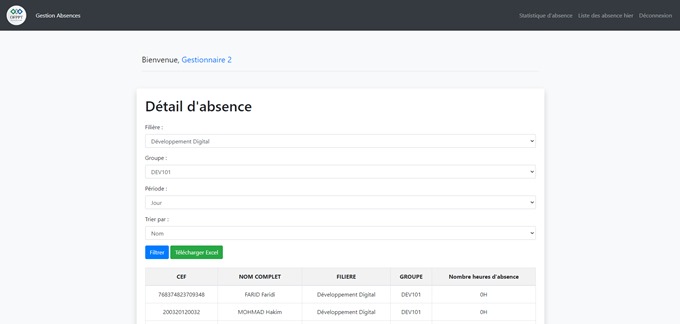 OFPPT
Gestion Absences
Statistique d'absence
Liste des absence hier
Déconnexion
Bienvenue, Gestionnaire 2
Détail d'absence
Filière :
Développement Digital
Groupe :
DEV101
Période :
Jour
Trier par :
Nom
Filtrer
Télécharger Excel
CEF NOM COMPLET FILIERE GROUPE Nombre heures d'absence
768374823709348 FARID Faridi Développement Digital DEV101 0H
200320120032 MOHMAD Hakim Développement Digital DEV101 0H